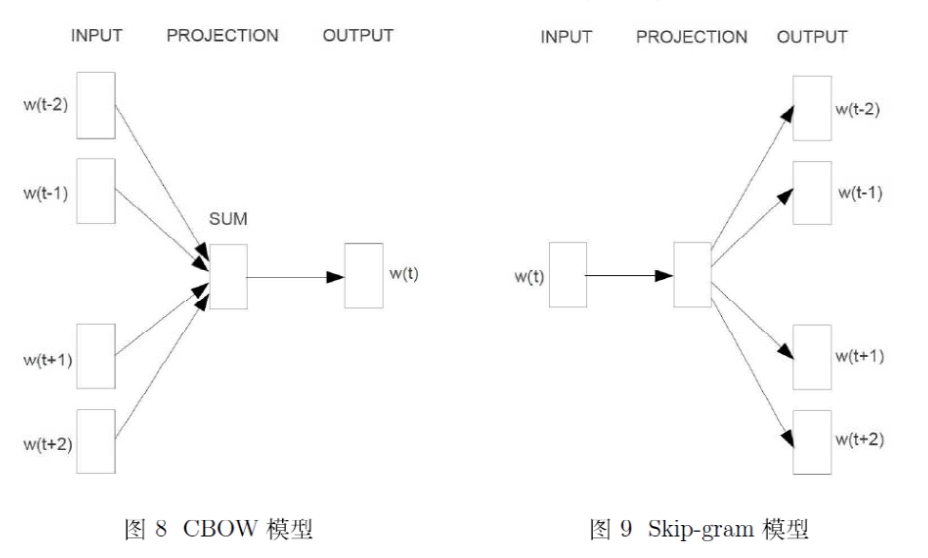 INPUT PROJECTION OUTPUT
w(t-2)
w(t-1)
SUM
w(t)
w(t+1)
w(t+2)
图 8 CBOW 模型
INPUT PROJECTION OUTPUT
w(t-2)
w(t-1)
w(t)
w(t+1)
w(t+2)
图 9 Skip-gram 模型